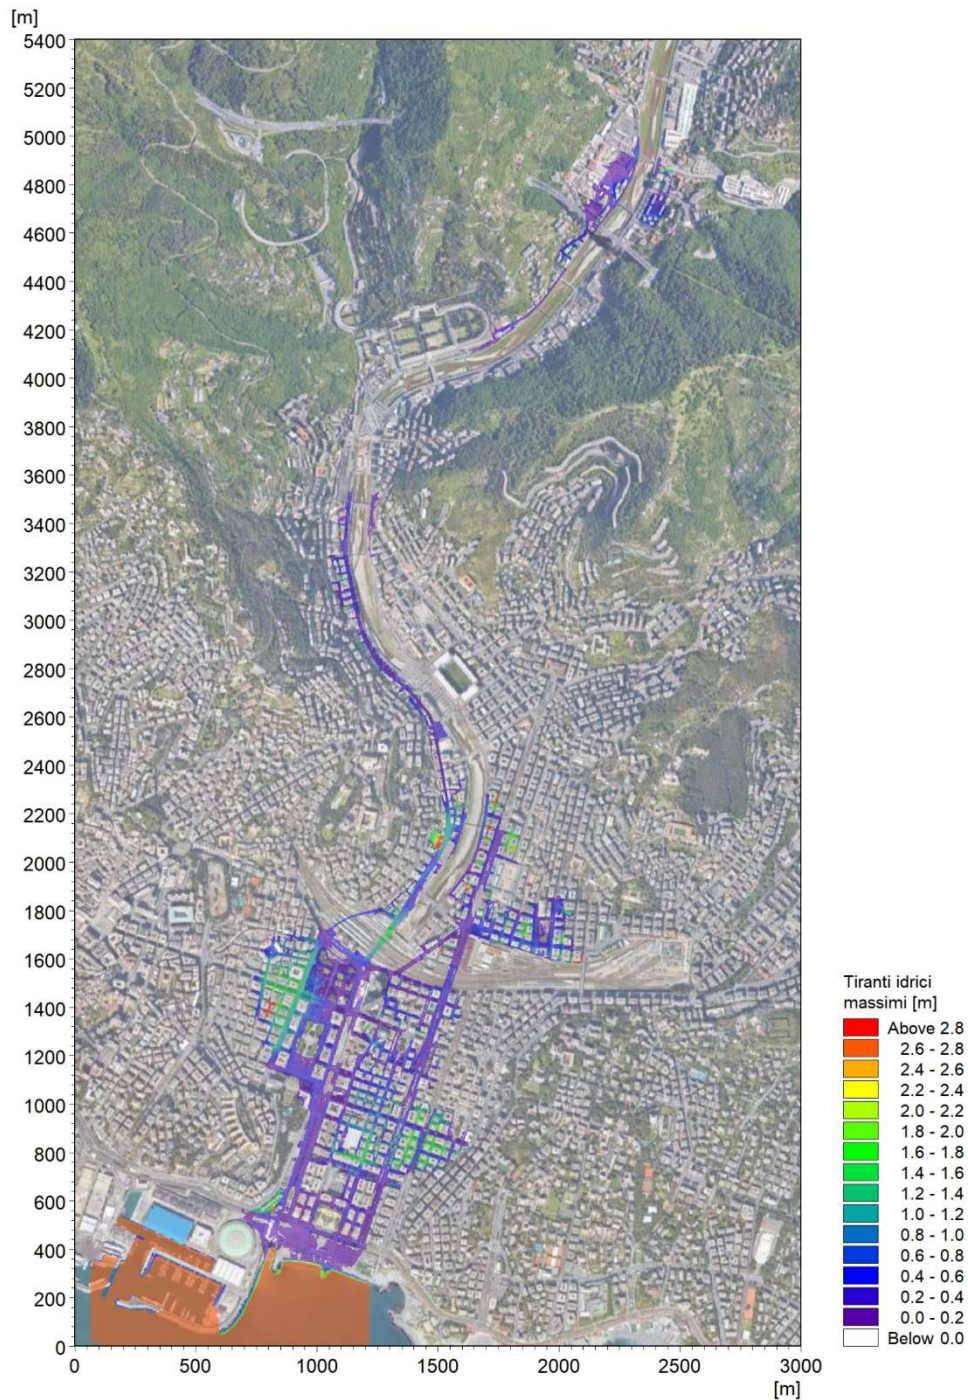 [m]
5400
5200
5000
4800
4600
4400
4200
4000
3800
3600
3400
3200
3000
2800
2600
2400
2200
2000
1800
1600
1400
1200
1000
800
600
400
200
0
0 500 1000 1500 2000 2500 3000
[m]
Tiranti idrici
massimi [m]
Above 2.8
2.6 - 2.8
2.4 - 2.6
2.2 - 2.4
2.0 - 2.2
1.8 - 2.0
1.6 - 1.8
1.4 - 1.6
1.2 - 1.4
1.0 - 1.2
0.8 - 1.0
0.6 - 0.8
0.4 - 0.6
0.2 - 0.4
0.0 - 0.2
Below 0.0